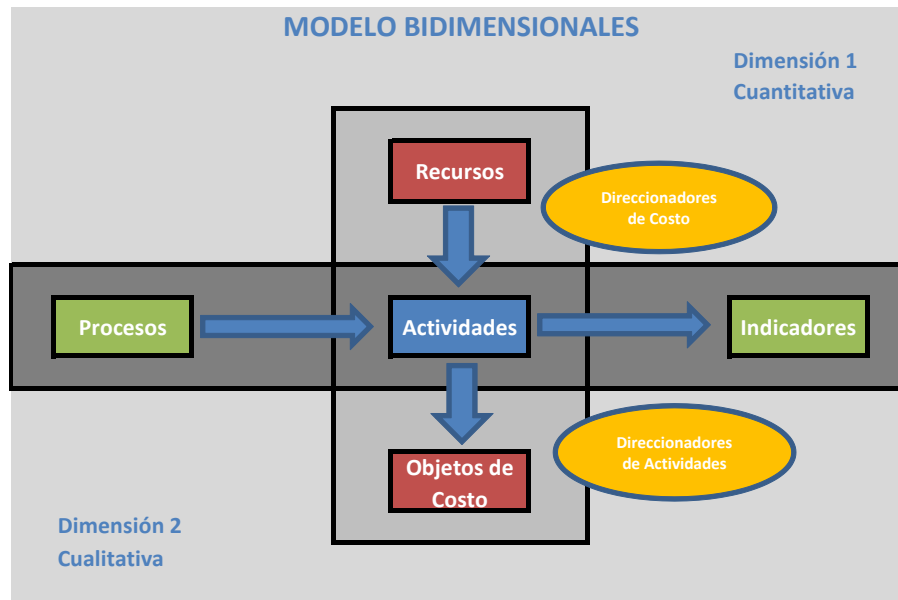 MODELO BIDIMENSIONALES
Dimensión 1
Cuantitativa
Recursos
Direccionadores
de Costo
Procesos
Actividades
Indicadores
Direccionadores
de Actividades
Objetos de
Costo
Dimensión 2
Cualitativa